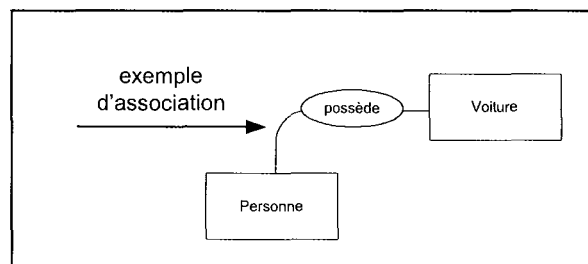 exemple
d'association
possède
Voiture
Personne